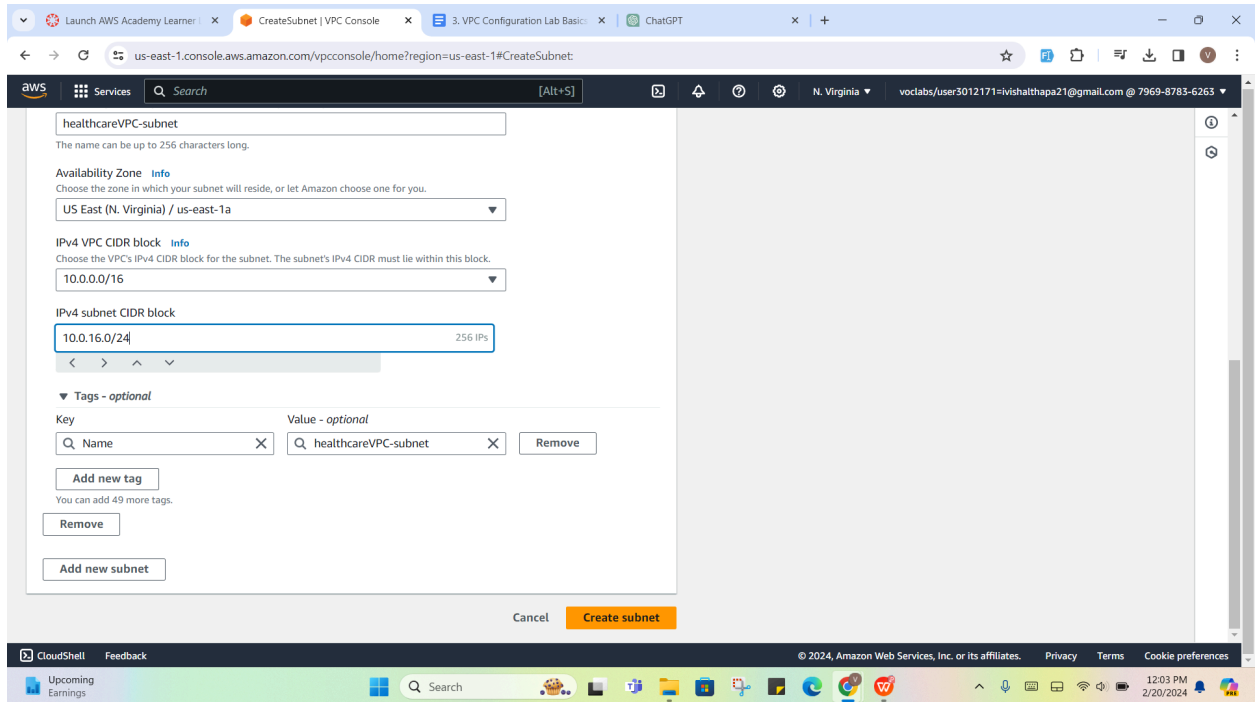 Launch AWS Academy Learner
CreateSubnet | VPC Console
3. VPC Configuration Lab Basics
ChatGPT
us-east-1.console.aws.amazon.com/vpcconsole/home?region=us-east-1#CreateSubnet:
aws Services Search [Alt+S] N. Virginia voclabs/user3012171=ivishalthapa21@gmail.com @ 7969-8783-6263
healthcareVPC-subnet
The name can be up to 256 characters long.
Availability Zone Info
Choose the zone in which your subnet will reside, or let Amazon choose one for you.
US East (N. Virginia) / us-east-1a
IPv4 VPC CIDR block Info
Choose the VPC's IPv4 CIDR block for the subnet. The subnet's IPv4 CIDR must lie within this block.
10.0.0.0/16
IPv4 subnet CIDR block
10.0.16.0/24 256 IPs
Tags - optional
Key Value - optional
Name healthcareVPC-subnet Remove
Add new tag
You can add 49 more tags.
Remove
Add new subnet
Cancel Create subnet
CloudShell Feedback © 2024, Amazon Web Services, Inc. or its affiliates. Privacy Terms Cookie preferences
Upcoming
Earnings
Search
12:03 PM
2/20/2024